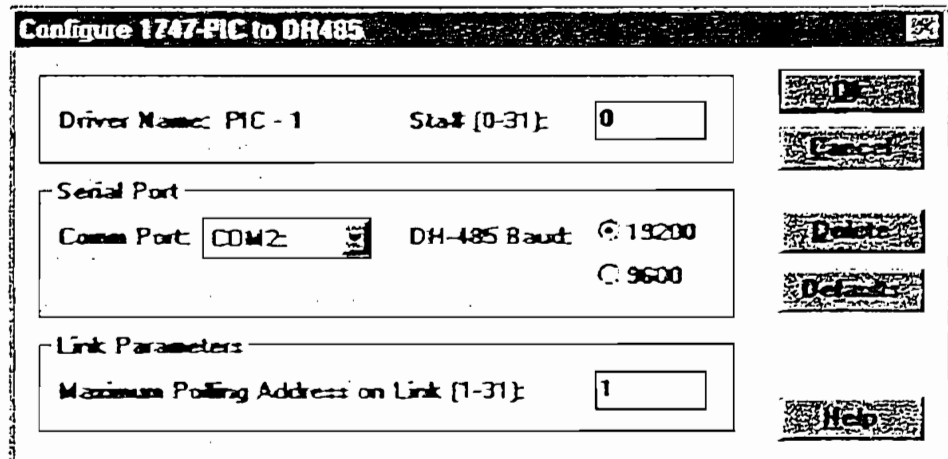 Configure 1747-PIC to DH485
Driver Name: PIC - 1
Sta# (0-31):
0
OK
Cancel
Serial Port
Comm Port:
COM2:
DH-485 Baud:
19200
9600
Delete
Defaults
Link Parameters
Maximum Polling Address on Link (1-31):
1
Help